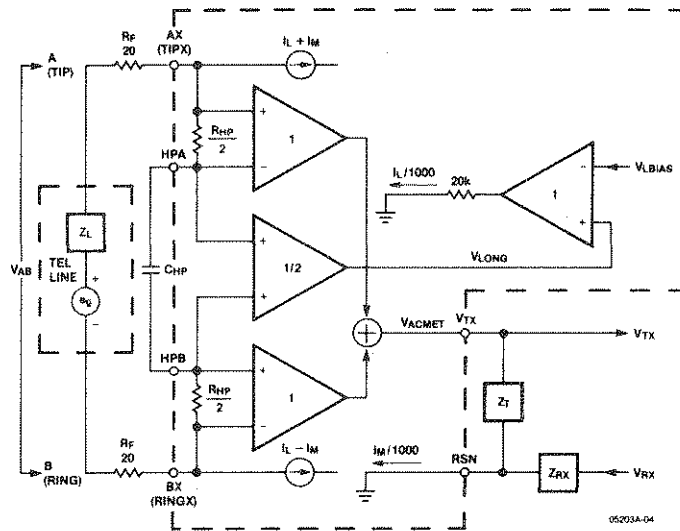 AX
(TIPX)
RF
20
A
(TIP)
IL + IM
RHP
2
+
−
1
HPA
IL/1000
20k
−
+
1
VLBIAS
ZL
TEL
LINE
VAB
+
eg
−
CHP
+
+
1/2
VLONG
+
VACMET
VTX
VTX
HPB
RHP
2
+
−
1
ZT
RF
20
B
(RING)
BX
(RINGX)
IL − IM
IM/1000
RSN
ZRX
VRX
05203A-04